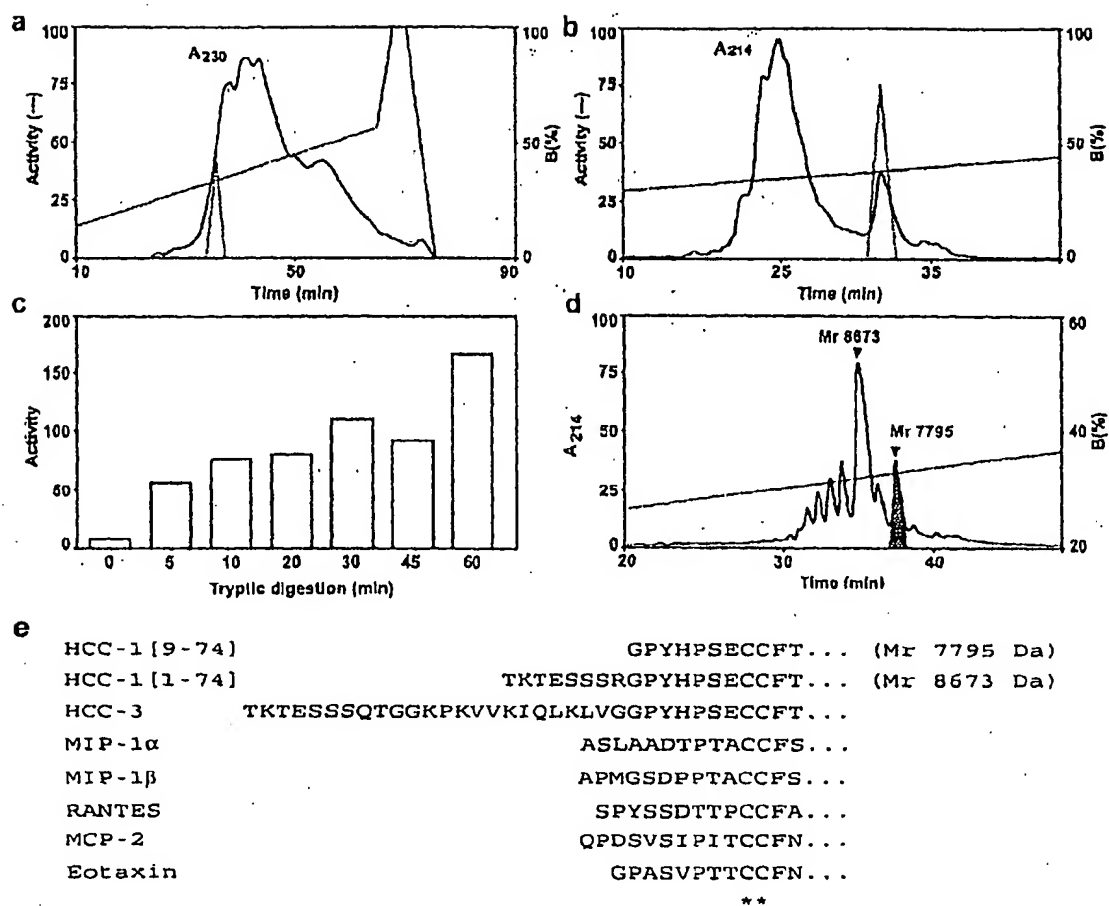 a
b
A230
A214
100
75
50
25
0
Activity (---)
100
50
0
B(%)
10
50
90
Time (min)
100
75
50
25
0
Activity (---)
100
50
0
B(%)
10
25
35
Time (min)
c
d
200
150
100
50
0
Activity
0
5
10
20
30
45
60
Tryptic digestion (min)
Mr 8673
Mr 7795
100
75
50
25
0
A214
60
40
20
B(%)
20
30
40
Time (min)
e
HCC-1[9-74] GPYHPSECCFT... (Mr 7795 Da)
HCC-1[1-74] TKTESSSRGPYHPSECCFT... (Mr 8673 Da)
HCC-3 TKTESSSQTGGKPKVVKIQLKLVGGPYHPSECCFT...
MIP-1α ASLAADTPTACCFS...
MIP-1β APMGSDPPTACCFS...
RANTES SPYSSDTTPCCFA...
MCP-2 QPDSVSIPITCCFN...
Eotaxin GPASVPTTCCFN...
**